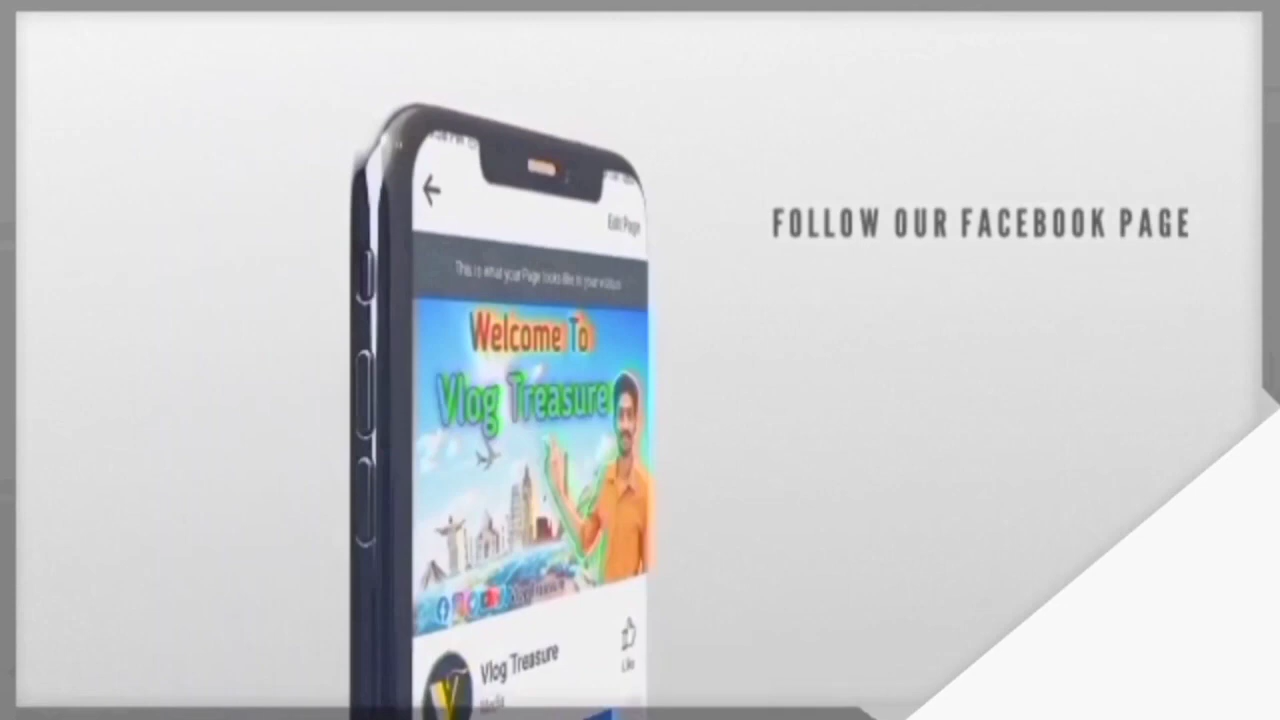 FOLLOW OUR FACEBOOK PAGE
Edit Page
This is what your Page looks like to your visitors
Welcome To
Vlog Treasure
Vlog Treasure
Like
Media